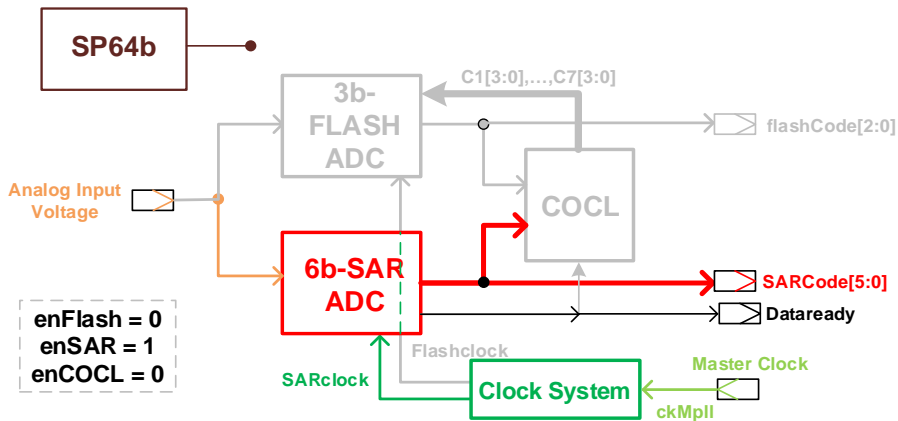 SP64b
C1[3:0],...,C7[3:0]
3b-
FLASH
ADC
flashCode[2:0]
Analog Input
Voltage
COCL
6b-SAR
ADC
SARCode[5:0]
Dataready
enFlash = 0
enSAR = 1
enCOCL = 0
Flashclock
SARclock
Clock System
Master Clock
ckMpll